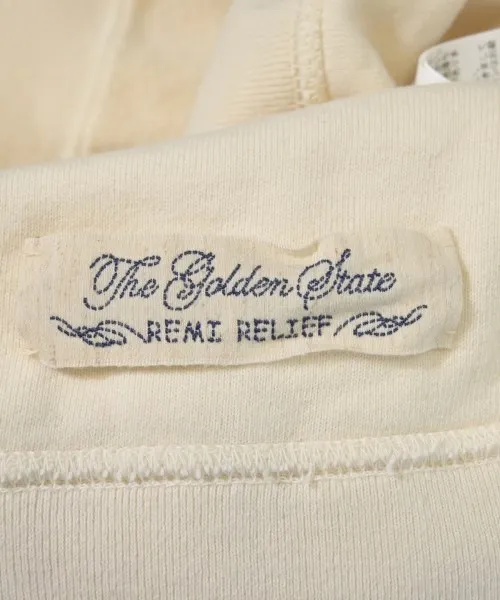 The Golden State
REMI RELIEF